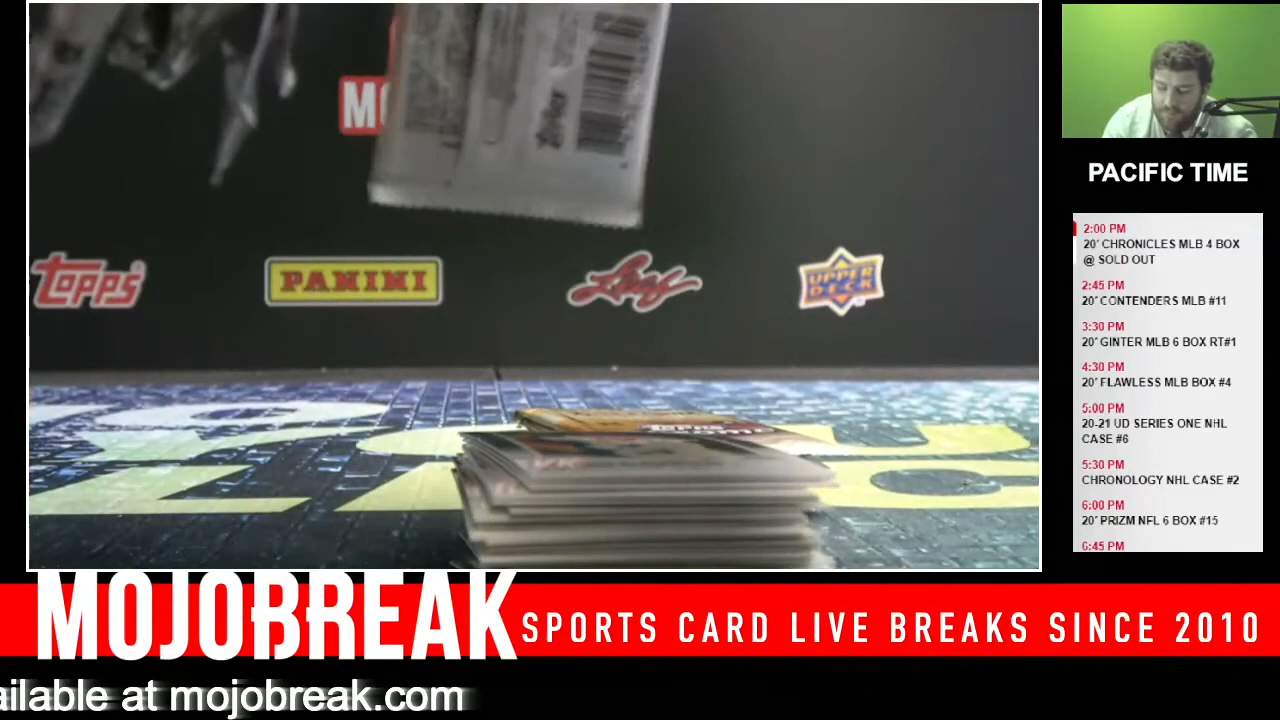 MO
Topps
Topps
PANINI
Leaf
UPPER
DECK
PACIFIC TIME
2:00 PM
20' CHRONICLES MLB 4 BOX
@ SOLD OUT
2:45 PM
20' CONTENDERS MLB #11
3:30 PM
20' GINTER MLB 6 BOX RT#1
4:30 PM
20' FLAWLESS MLB BOX #4
5:00 PM
20-21 UD SERIES ONE NHL
CASE #6
5:30 PM
CHRONOLOGY NHL CASE #2
6:00 PM
20' PRIZM NFL 6 BOX #15
6:45 PM
MOJOBREAK
SPORTS CARD LIVE BREAKS SINCE 2010
ailable at mojobreak.com